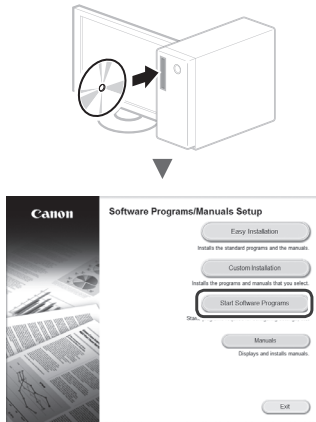 Canon
Software Programs/Manuals Setup
Easy Installation
Installs the standard programs and the manuals
Custom Installation
Installs the programs and manuals that you select.
Start Software Programs
Manuals
Displays and installs manuals.
Exit